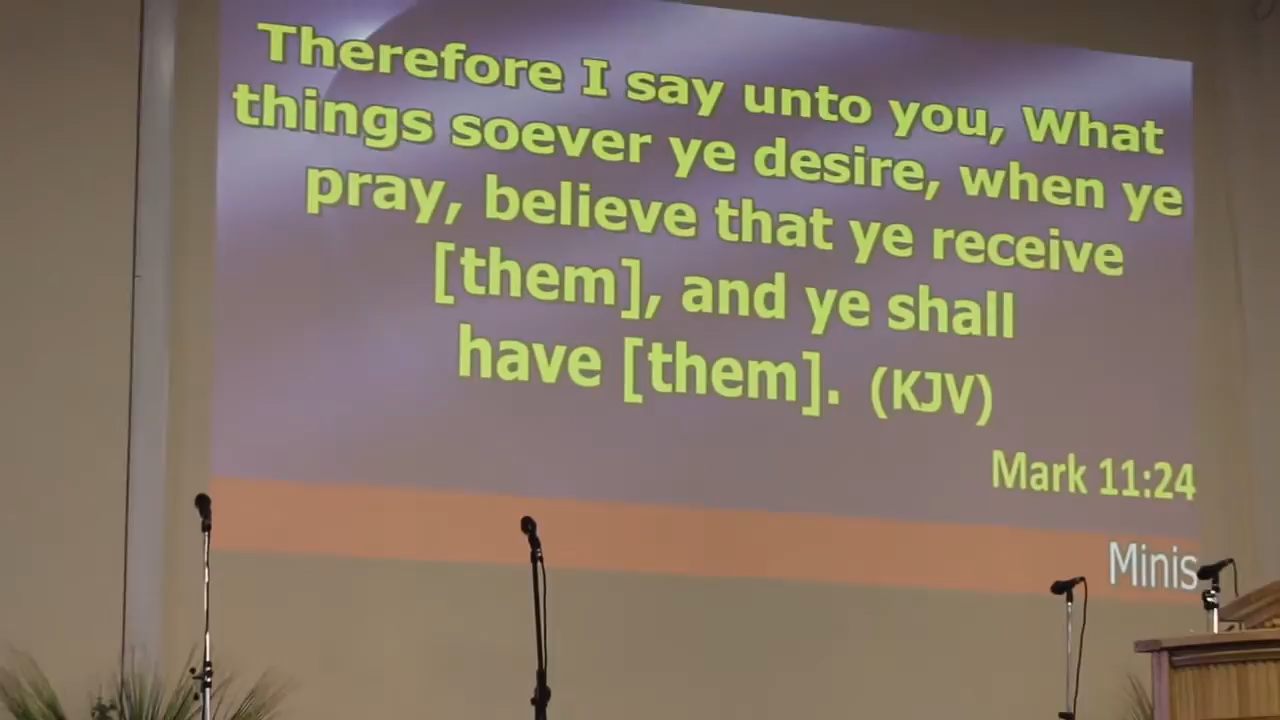 Therefore I say unto you, What
things soever ye desire, when ye
pray, believe that ye receive
[them], and ye shall
have [them]. (KJV)
Mark 11:24
Minis